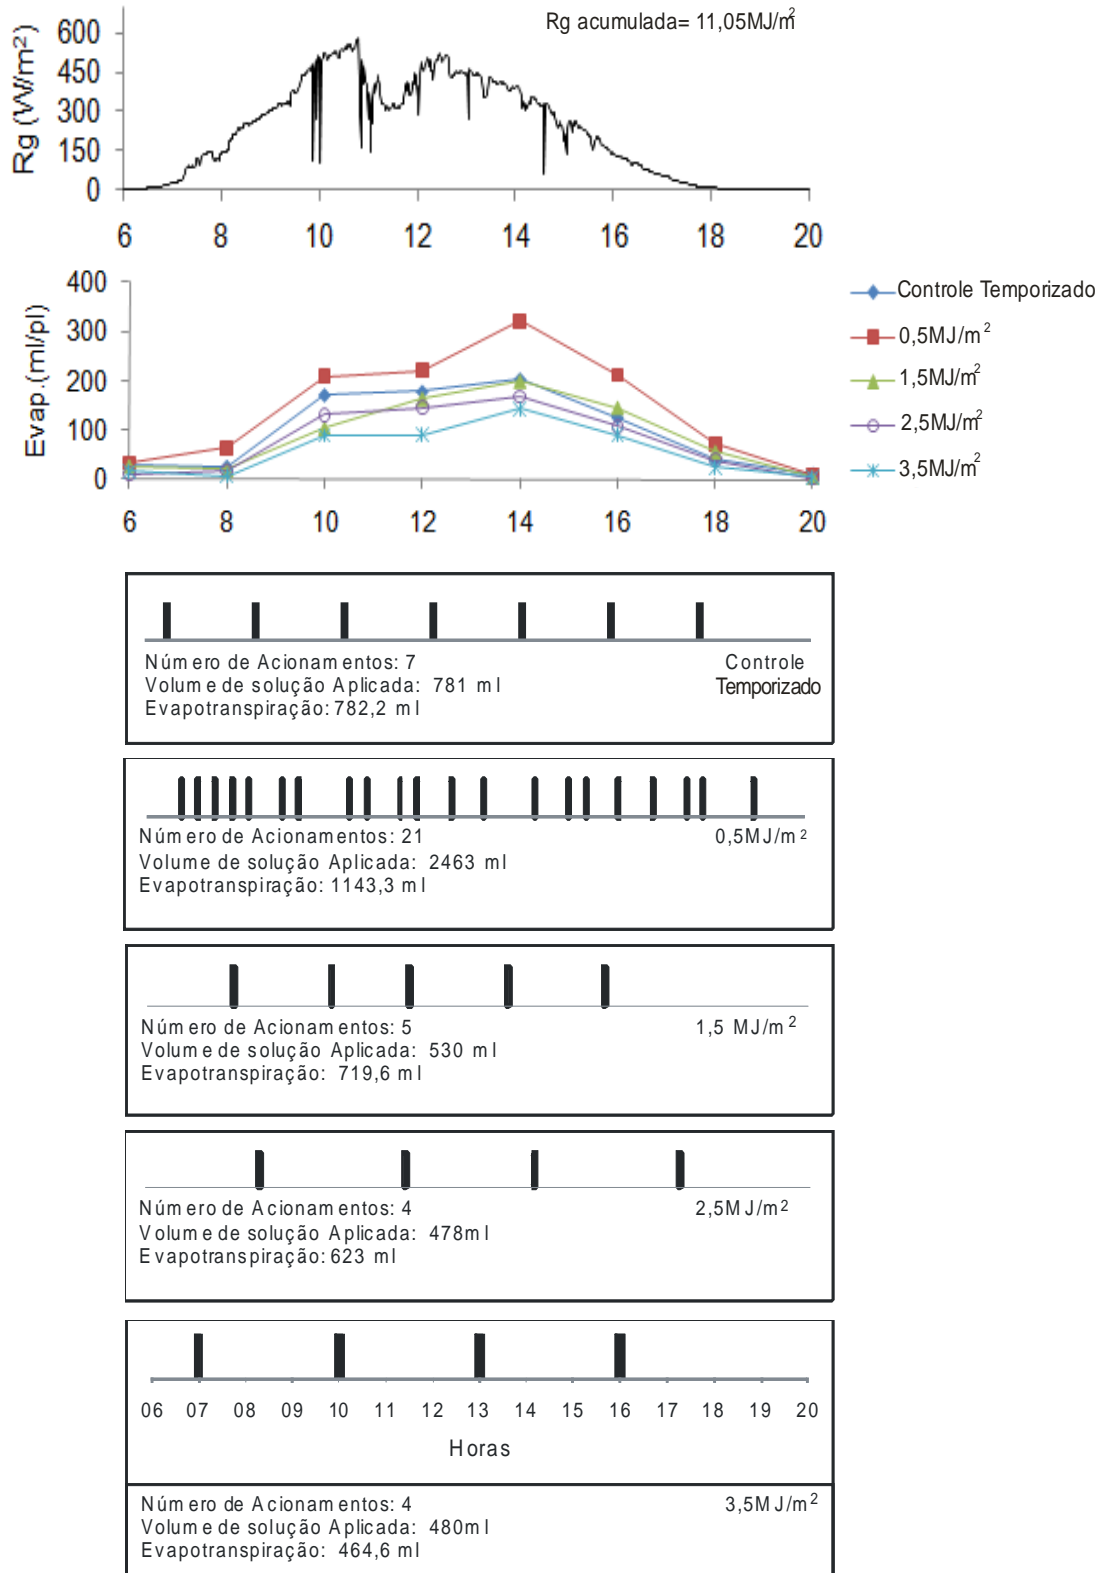 Rg acumulada= 11,05MJ/m²
Rg (W/m²)
600
450
300
150
0
6 8 10 12 14 16 18 20
Evap.(ml/pl)
400
300
200
100
0
6 8 10 12 14 16 18 20
Controle Temporizado
0,5MJ/m²
1,5MJ/m²
2,5MJ/m²
3,5MJ/m²
Número de Acionamentos: 7
Volume de solução Aplicada: 781 ml
Evapotranspiração: 782,2 ml
Controle
Temporizado
Número de Acionamentos: 21
Volume de solução Aplicada: 2463 ml
Evapotranspiração: 1143,3 ml
0,5MJ/m²
Número de Acionamentos: 5
Volume de solução Aplicada: 530 ml
Evapotranspiração: 719,6 ml
1,5 MJ/m²
Número de Acionamentos: 4
Volume de solução Aplicada: 478ml
Evapotranspiração: 623 ml
2,5MJ/m²
06 07 08 09 10 11 12 13 14 15 16 17 18 19 20
Horas
Número de Acionamentos: 4
Volume de solução Aplicada: 480ml
Evapotranspiração: 464,6 ml
3,5MJ/m²